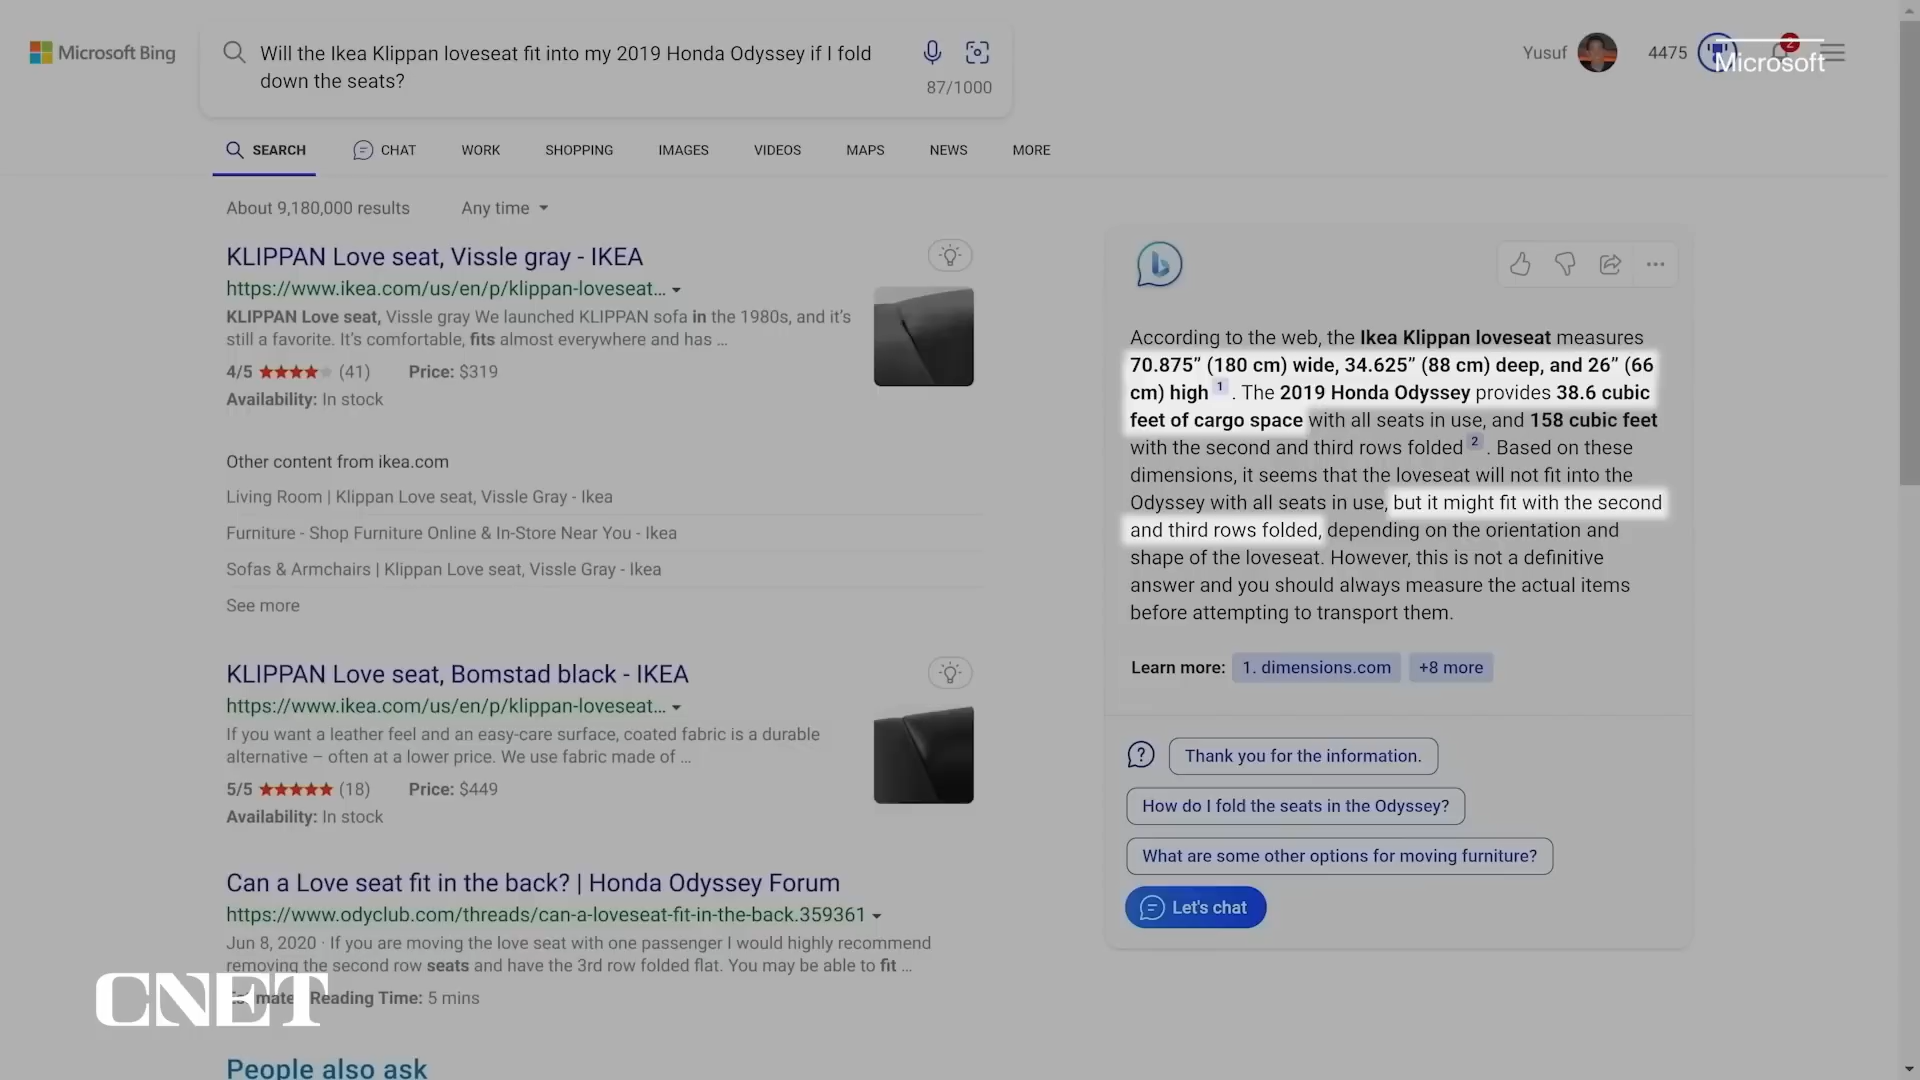 Microsoft Bing
Will the Ikea Klippan loveseat fit into my 2019 Honda Odyssey if I fold
down the seats?
87/1000
Yusuf
4475
2
Microsoft
SEARCH
CHAT
WORK
SHOPPING
IMAGES
VIDEOS
MAPS
NEWS
MORE
About 9,180,000 results
Any time
KLIPPAN Love seat, Vissle gray - IKEA
https://www.ikea.com/us/en/p/klippan-loveseat...
KLIPPAN Love seat, Vissle gray We launched KLIPPAN sofa in the 1980s, and it's
still a favorite. It's comfortable, fits almost everywhere and has ...
4/5 ★★★★★ (41) Price: $319
Availability: In stock
Other content from ikea.com
Living Room | Klippan Love seat, Vissle Gray - Ikea
Furniture - Shop Furniture Online & In-Store Near You - Ikea
Sofas & Armchairs | Klippan Love seat, Vissle Gray - Ikea
See more
KLIPPAN Love seat, Bomstad black - IKEA
https://www.ikea.com/us/en/p/klippan-loveseat...
If you want a leather feel and an easy-care surface, coated fabric is a durable
alternative – often at a lower price. We use fabric made of ...
5/5 ★★★★★ (18) Price: $449
Availability: In stock
Can a Love seat fit in the back? | Honda Odyssey Forum
https://www.odyclub.com/threads/can-a-loveseat-fit-in-the-back.359361
Jun 8, 2020 · If you are moving the love seat with one passenger I would highly recommend
removing the second row seats and have the 3rd row folded flat. You may be able to fit ...
Reading Time: 5 mins
CNET
People also ask
According to the web, the Ikea Klippan loveseat measures
70.875” (180 cm) wide, 34.625” (88 cm) deep, and 26” (66
cm) high 1 . The 2019 Honda Odyssey provides 38.6 cubic
feet of cargo space with all seats in use, and 158 cubic feet
with the second and third rows folded 2 . Based on these
dimensions, it seems that the loveseat will not fit into the
Odyssey with all seats in use, but it might fit with the second
and third rows folded, depending on the orientation and
shape of the loveseat. However, this is not a definitive
answer and you should always measure the actual items
before attempting to transport them.
Learn more: 1. dimensions.com +8 more
Thank you for the information.
How do I fold the seats in the Odyssey?
What are some other options for moving furniture?
Let's chat